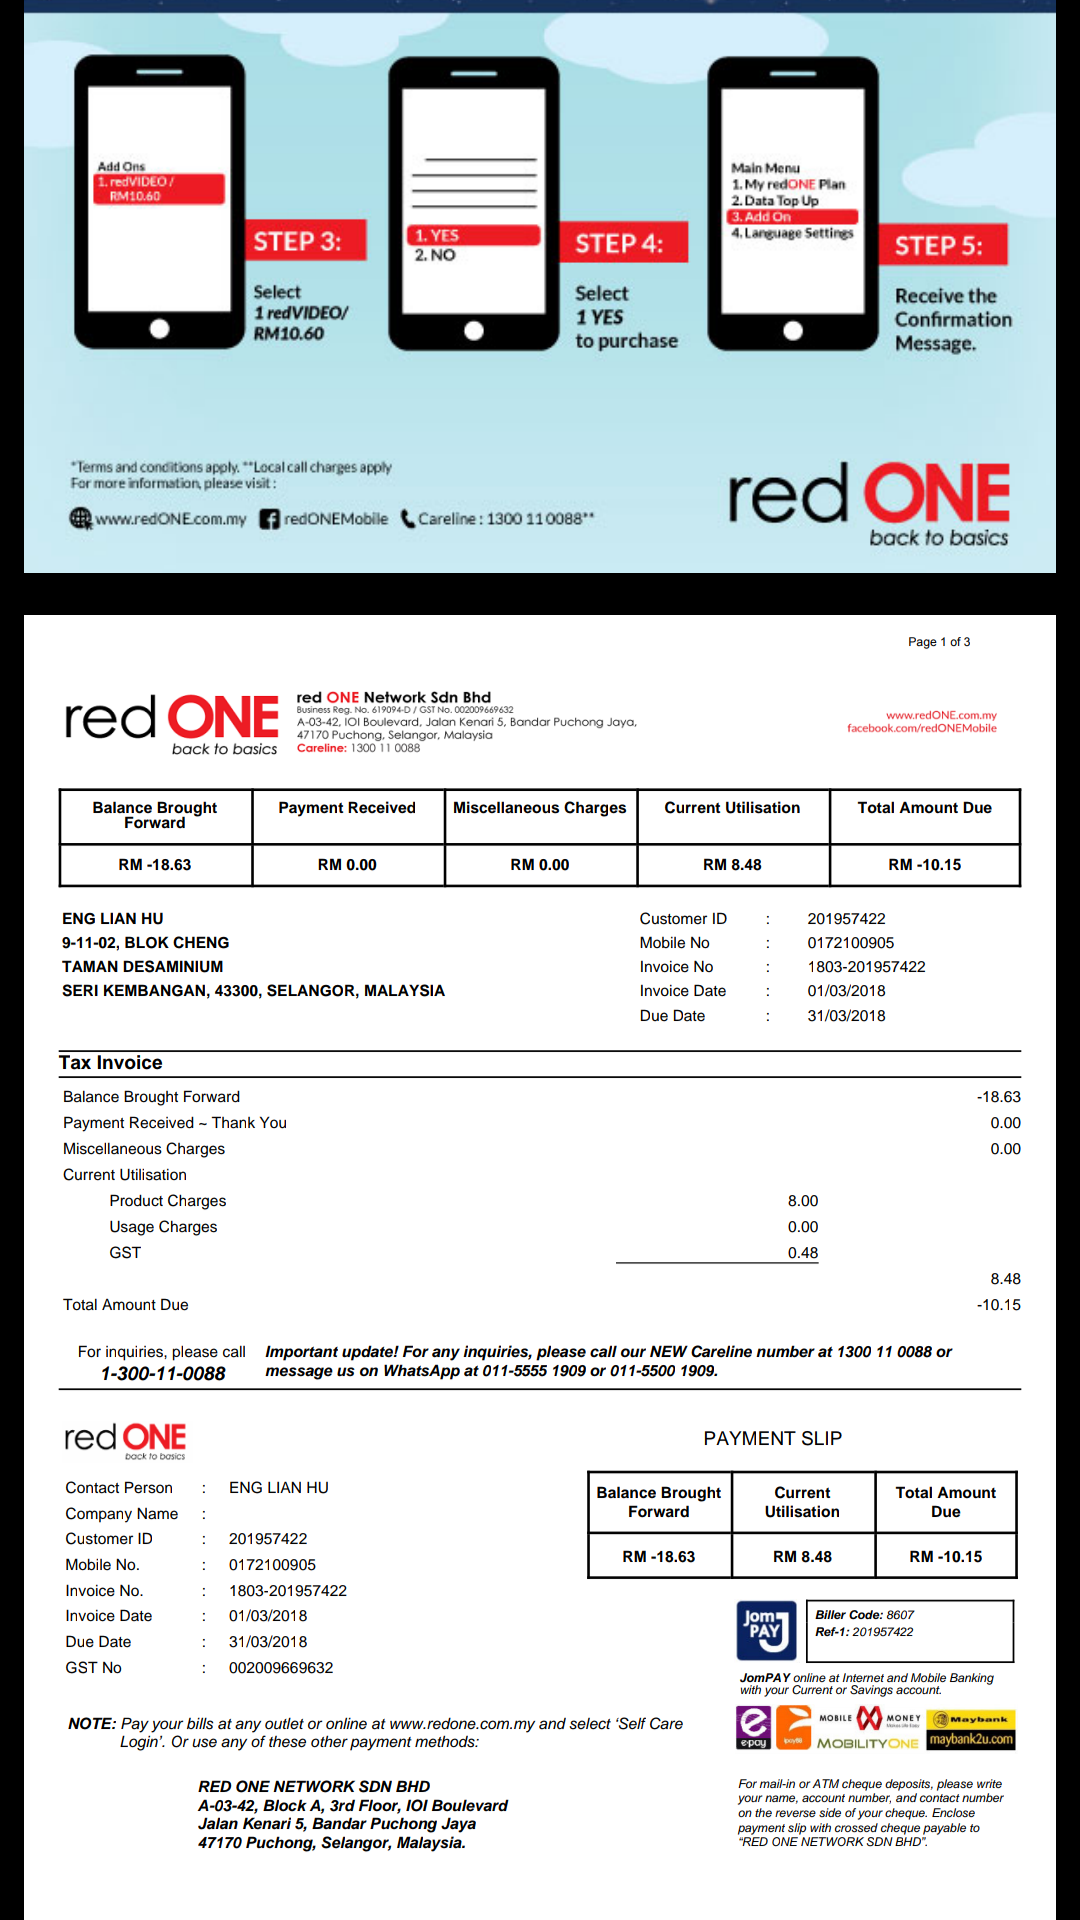 Add Ons
1. redVIDEO /
RM10.60
STEP 3:
Select
1 redVIDEO/
RM10.60
1. YES
2. NO
STEP 4:
Select
1 YES
to purchase
Main Menu
1. My redONE Plan
2. Data Top Up
3. Add On
4. Language Settings
STEP 5:
Receive the
Confirmation
Message.
*Terms and conditions apply. **Local call charges apply
For more information, please visit :
www.redONE.com.my redONEMobile Careline : 1300 11 0088**
red ONE
back to basics
Page 1 of 3
red ONE
back to basics
red ONE Network Sdn Bhd
Business Reg. No. 619094-D / GST No. 002009669632
A-03-42, IOI Boulevard, Jalan Kenari 5, Bandar Puchong Jaya,
47170 Puchong, Selangor, Malaysia
Careline: 1300 11 0088
www.redONE.com.my
facebook.com/redONEMobile
Balance Brought Forward Payment Received Miscellaneous Charges Current Utilisation Total Amount Due
RM -18.63 RM 0.00 RM 0.00 RM 8.48 RM -10.15
ENG LIAN HU
9-11-02, BLOK CHENG
TAMAN DESAMINIUM
SERI KEMBANGAN, 43300, SELANGOR, MALAYSIA
Customer ID : 201957422
Mobile No : 0172100905
Invoice No : 1803-201957422
Invoice Date : 01/03/2018
Due Date : 31/03/2018
Tax Invoice
Balance Brought Forward -18.63
Payment Received ~ Thank You 0.00
Miscellaneous Charges 0.00
Current Utilisation
Product Charges 8.00
Usage Charges 0.00
GST 0.48
8.48
Total Amount Due -10.15
For inquiries, please call
1-300-11-0088
Important update! For any inquiries, please call our NEW Careline number at 1300 11 0088 or
message us on WhatsApp at 011-5555 1909 or 011-5500 1909.
red ONE
back to basics
PAYMENT SLIP
Contact Person : ENG LIAN HU
Company Name :
Customer ID : 201957422
Mobile No. : 0172100905
Invoice No. : 1803-201957422
Invoice Date : 01/03/2018
Due Date : 31/03/2018
GST No : 002009669632
Balance Brought Forward Current Utilisation Total Amount Due
RM -18.63 RM 8.48 RM -10.15
Jom PAY
Biller Code: 8607
Ref-1: 201957422
JomPAY online at Internet and Mobile Banking
with your Current or Savings account.
e-pay ipay88 MOBILE MONEY Makes Life Easy MOBILITYONE Maybank maybank2u.com
NOTE: Pay your bills at any outlet or online at www.redone.com.my and select ‘Self Care
Login’. Or use any of these other payment methods:
RED ONE NETWORK SDN BHD
A-03-42, Block A, 3rd Floor, IOI Boulevard
Jalan Kenari 5, Bandar Puchong Jaya
47170 Puchong, Selangor, Malaysia.
For mail-in or ATM cheque deposits, please write
your name, account number, and contact number
on the reverse side of your cheque. Enclose
payment slip with crossed cheque payable to
“RED ONE NETWORK SDN BHD”.